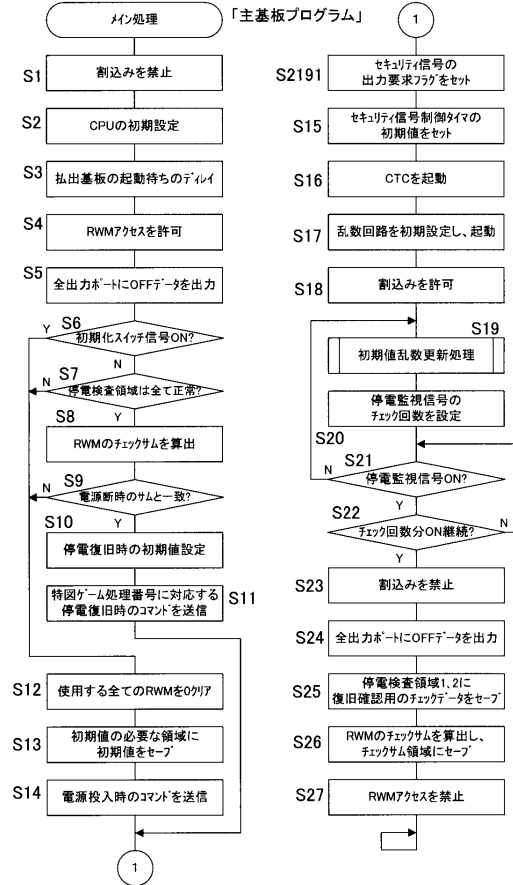 メイン処理
「主基板プログラム」
S1
割込みを禁止
S2
CPUの初期設定
S3
払出基板の起動待ちのディレイ
S4
RWMアクセスを許可
S5
全出力ポートにOFFデータを出力
S6
Y
初期化スイッチ信号ON?
N
S7
N
停電検査領域は全て正常?
Y
S8
RWMのチェックサムを算出
S9
N
電源断時のサムと一致?
Y
S10
停電復旧時の初期値設定
特図ゲーム処理番号に対応する
停電復旧時のコマンドを送信
S11
S12
使用する全てのRWMを0クリア
S13
初期値の必要な領域に
初期値をセーブ
S14
電源投入時のコマンドを送信
1
1
S2191
セキュリティ信号の
出力要求フラグをセット
S15
セキュリティ信号制御タイマの
初期値をセット
S16
CTCを起動
S17
乱数回路を初期設定し、起動
S18
割込みを許可
S19
初期値乱数更新処理
停電監視信号の
チェック回数を設定
S20
S21
N
停電監視信号ON?
Y
S22
チェック回数分ON継続?
N
Y
S23
割込みを禁止
S24
全出力ポートにOFFデータを出力
S25
停電検査領域1、2に
復旧確認用のチェックデータをセーブ
S26
RWMのチェックサムを算出し、
チェックサム領域にセーブ
S27
RWMアクセスを禁止